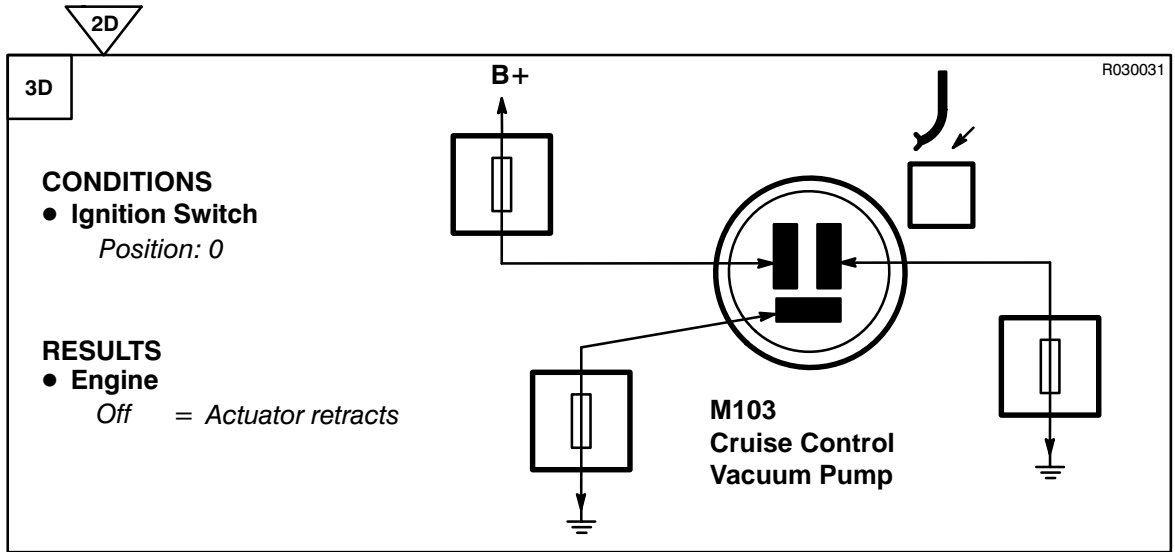 2D
3D
B+
R030031
CONDITIONS
● Ignition Switch
Position: 0
RESULTS
● Engine
Off = Actuator retracts
M103
Cruise Control
Vacuum Pump